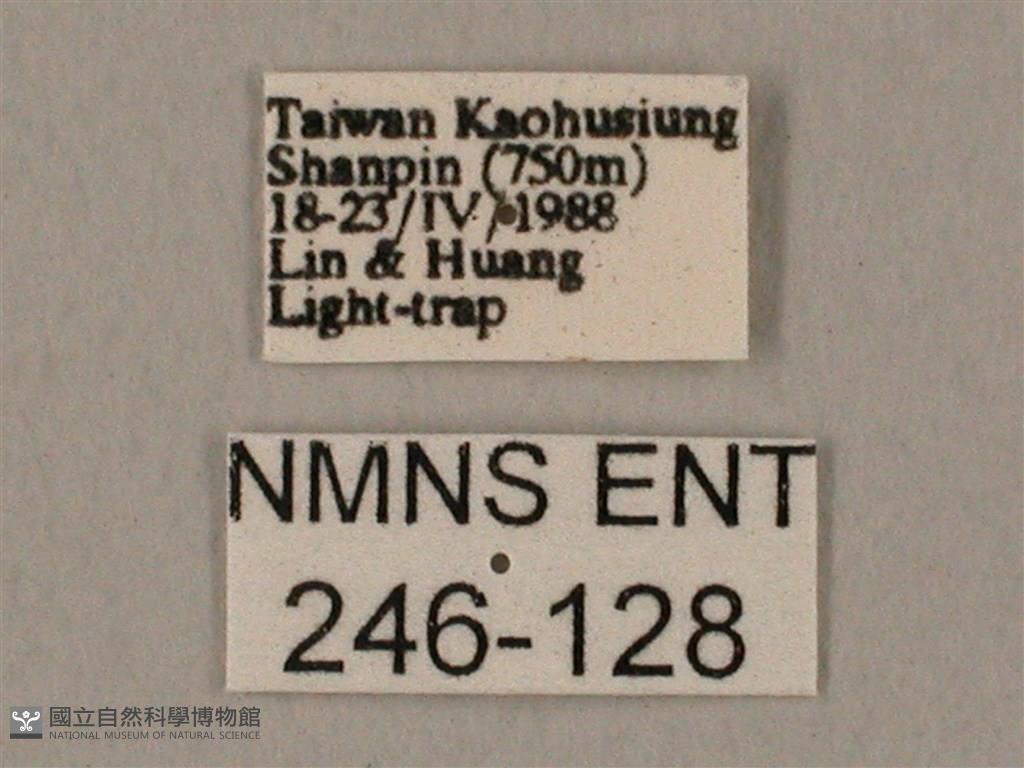 Taiwan Kaohusiung
Shanpin (750m)
18-23/IV/1988
Lin & Huang
Light-trap
NMNS ENT
246-128
國立自然科學博物館
NATIONAL MUSEUM OF NATURAL SCIENCE